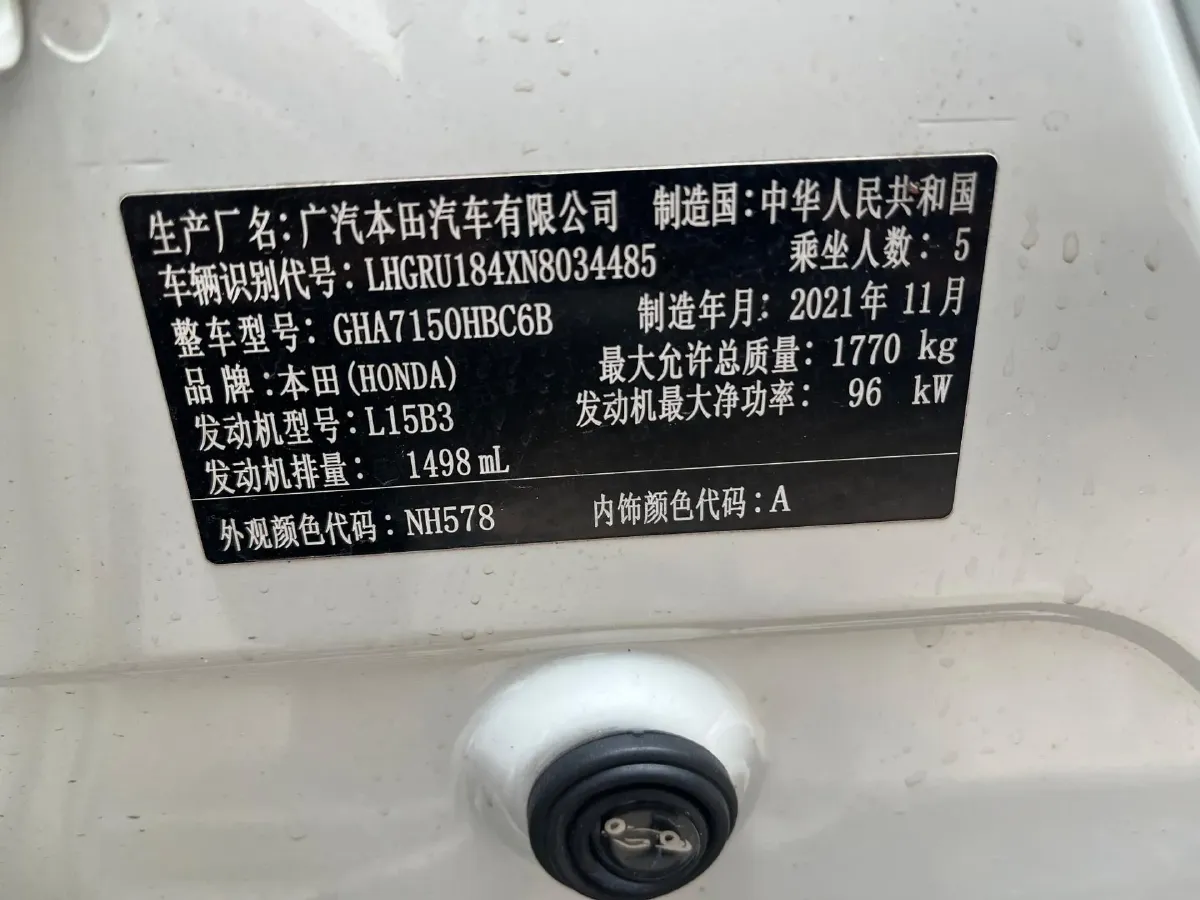 生产厂名:广汽本田汽车有限公司 制造国:中华人民共和国
车辆识别代号:LHGRU184XN8034485 乘坐人数:5
整车型号:GHA7150HBC6B 制造年月:2021年11月
品牌:本田(HONDA) 最大允许总质量:1770 kg
发动机型号:L15B3 发动机最大净功率: 96 kW
发动机排量: 1498 mL
外观颜色代码:NH578 内饰颜色代码:A